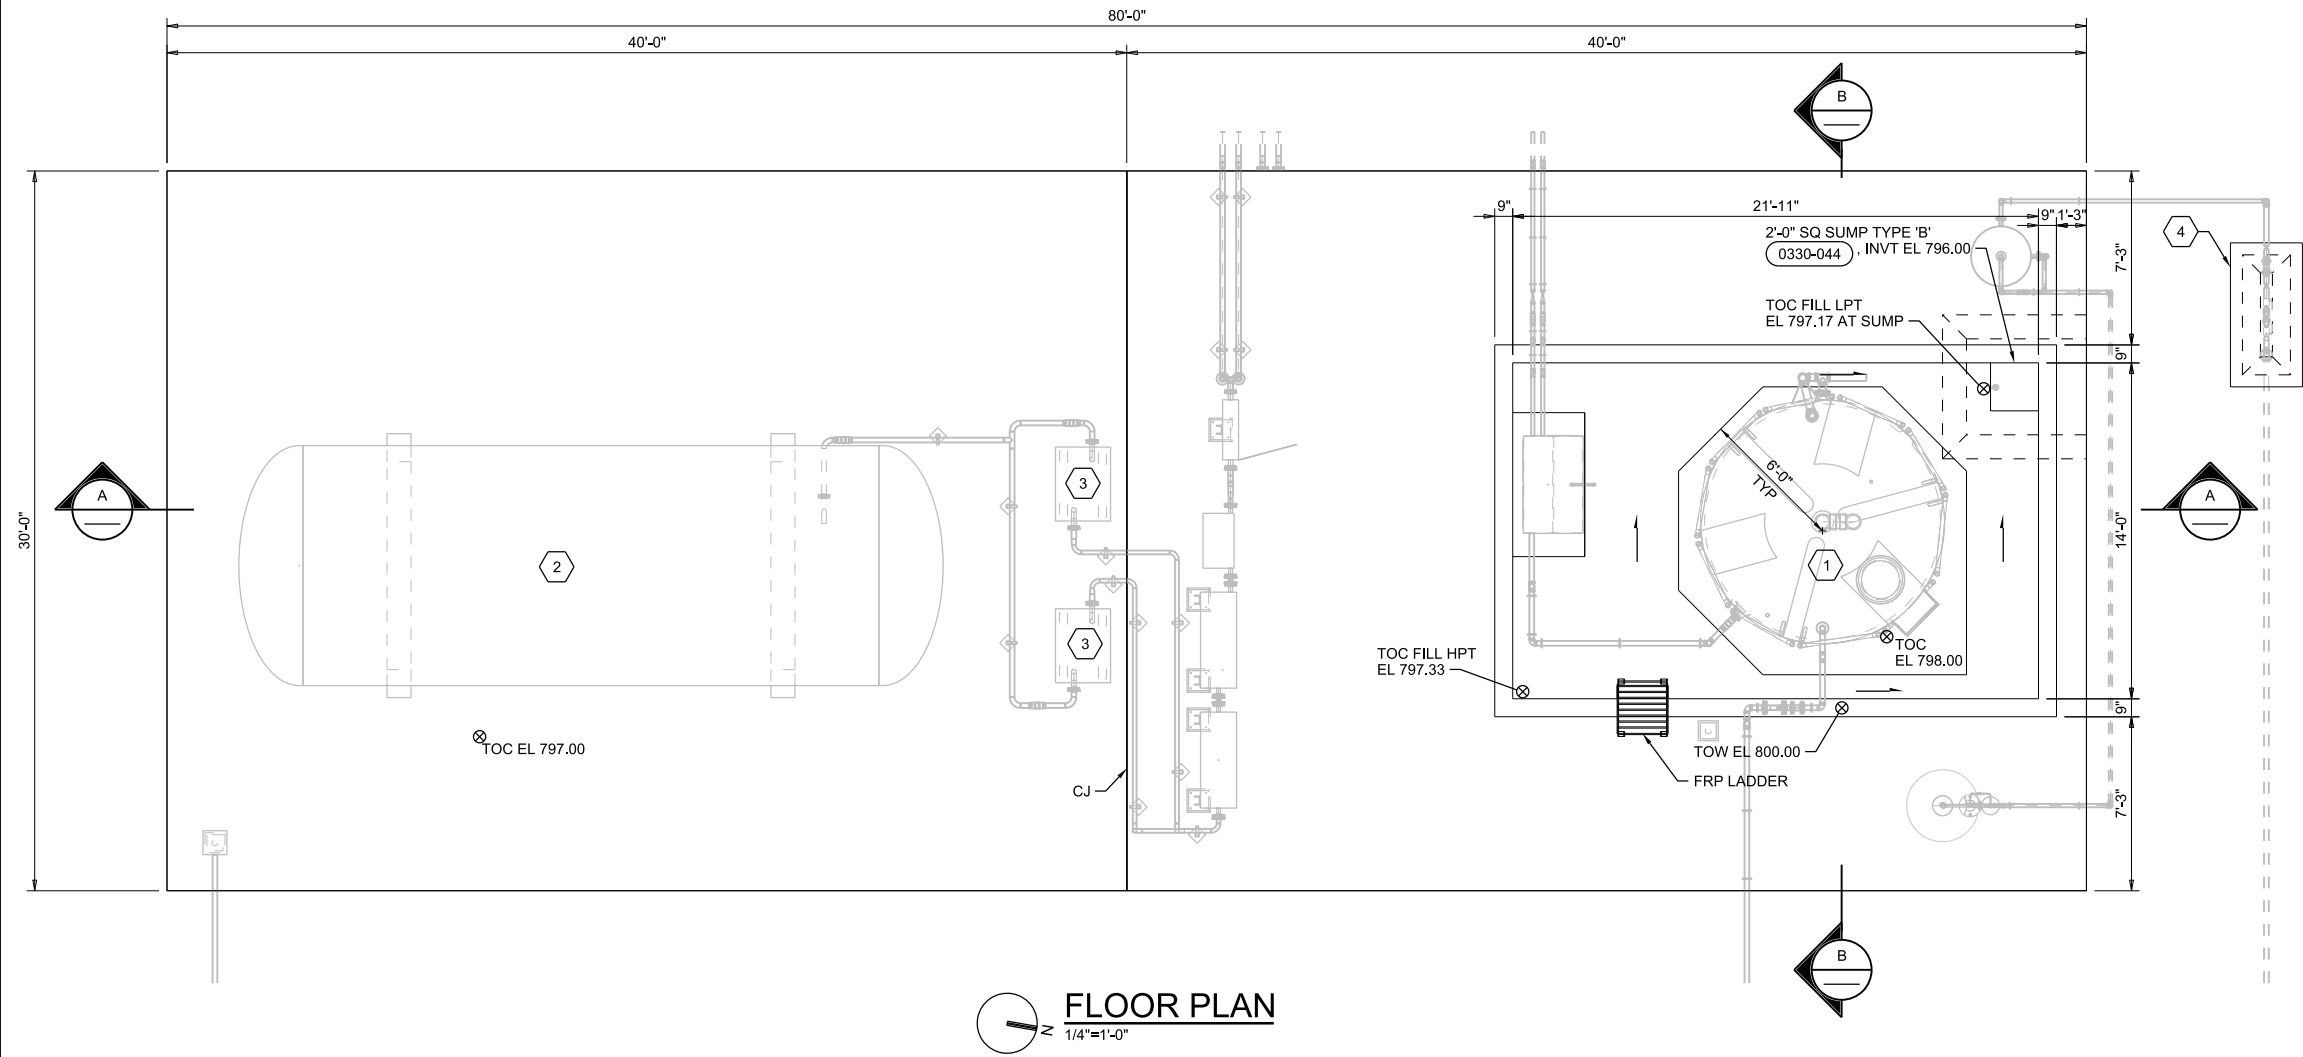 80'-0"
40'-0"
40'-0"
B
9"
21'-11"
9"
1'-3"
2'-0" SQ SUMP TYPE 'B'
0330-044 , INVT EL 796.00
4
7'-3"
TOC FILL LPT
EL 797.17 AT SUMP
9"
A
3
6'-0"
TYP
A
30'-0"
14'-0"
2
1
3
TOC FILL HPT
EL 797.33
TOC
EL 798.00
9"
TOC EL 797.00
TOW EL 800.00
FRP LADDER
CJ
7'-3"
B
N
FLOOR PLAN
1/4"=1'-0"